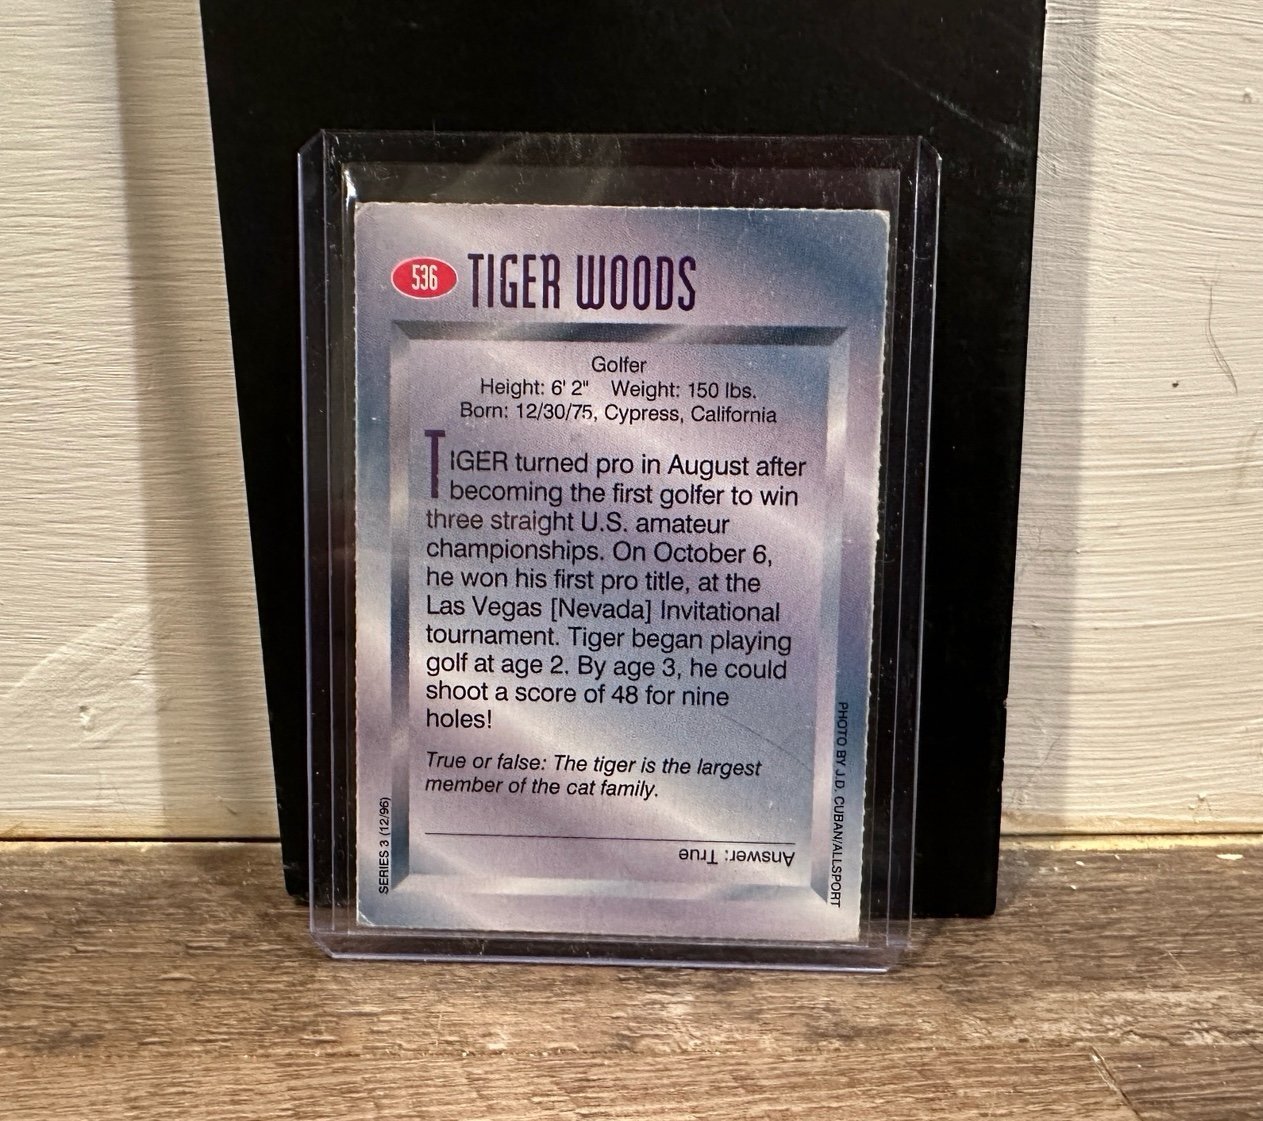 536 TIGER WOODS
Golfer
Height: 6' 2" Weight: 150 lbs.
Born: 12/30/75, Cypress, California
TIGER turned pro in August after
becoming the first golfer to win
three straight U.S. amateur
championships. On October 6,
he won his first pro title, at the
Las Vegas [Nevada] Invitational
tournament. Tiger began playing
golf at age 2. By age 3, he could
shoot a score of 48 for nine
holes!
True or false: The tiger is the largest
member of the cat family.
Answer: True
SERIES 3 (12/96)
PHOTO BY J.D. CUBAN/ALLSPORT